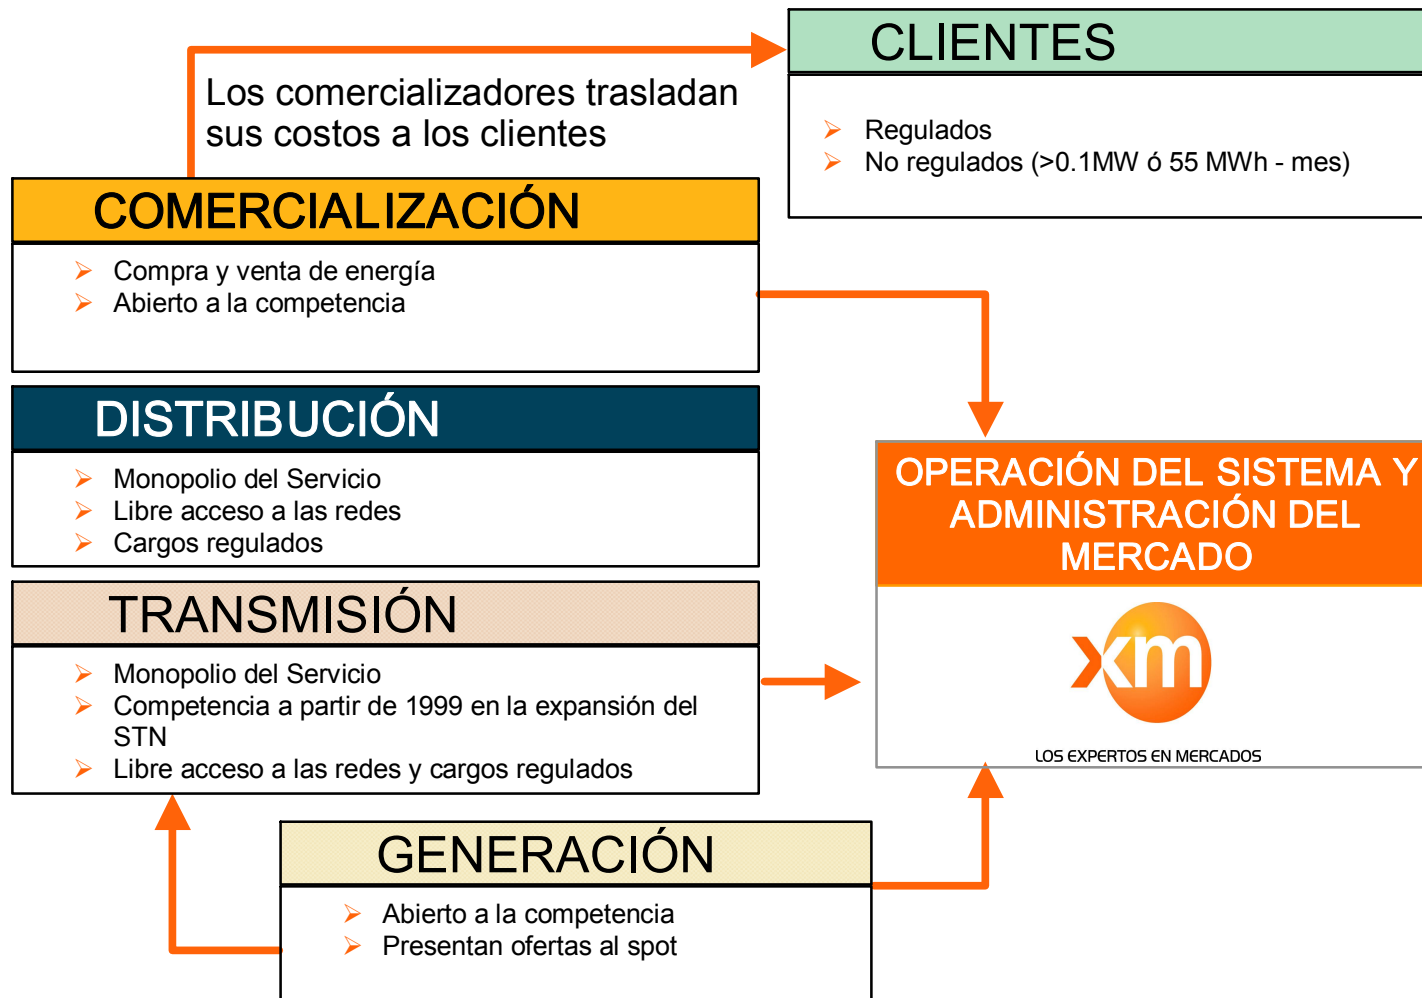 CLIENTES
Los comercializadores trasladan
sus costos a los clientes
Regulados
No regulados (>0.1MW ó 55 MWh - mes)
COMERCIALIZACIÓN
Compra y venta de energía
Abierto a la competencia
DISTRIBUCIÓN
Monopolio del Servicio
Libre acceso a las redes
Cargos regulados
OPERACIÓN DEL SISTEMA Y
ADMINISTRACIÓN DEL
MERCADO
xm
LOS EXPERTOS EN MERCADOS
TRANSMISIÓN
Monopolio del Servicio
Competencia a partir de 1999 en la expansión del
STN
Libre acceso a las redes y cargos regulados
GENERACIÓN
Abierto a la competencia
Presentan ofertas al spot